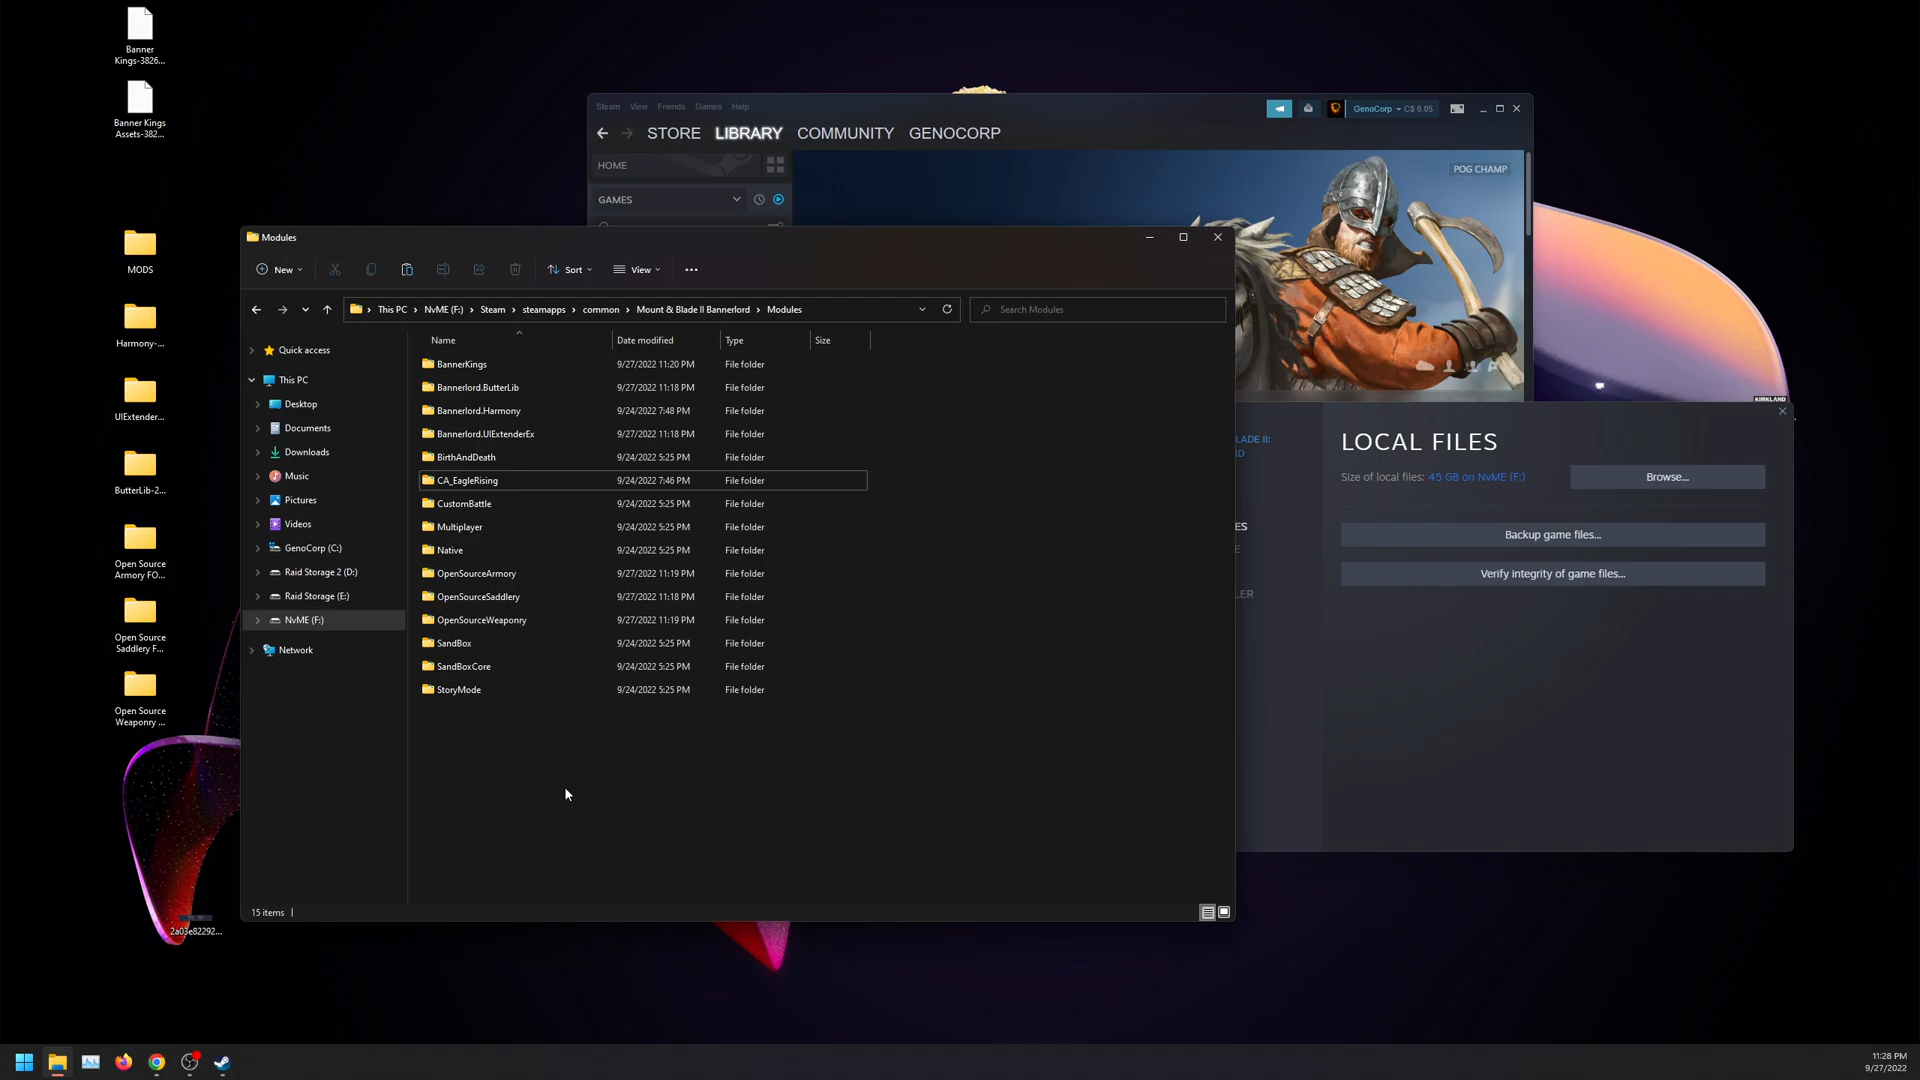 Banner
Kings-3826...
Banner Kings
Assets-382...
MODS
Harmony-...
UIExtender...
ButterLib-2...
Open Source
Armory FO...
Open Source
Saddlery F...
Open Source
Weaponry ...
2a03e82292...
Steam View Friends Games Help
GenoCorp C$ 0.05
STORE LIBRARY COMMUNITY GENOCORP
HOME
GAMES
POG CHAMP
Modules
New Sort View
This PC › NvME (F:) › Steam › steamapps › common › Mount & Blade II Bannerlord › Modules
Search Modules
Quick access
This PC
Desktop
Documents
Downloads
Music
Pictures
Videos
GenoCorp (C:)
Raid Storage 2 (D:)
Raid Storage (E:)
NvME (F:)
Network
Name Date modified Type Size
BannerKings 9/27/2022 11:20 PM File folder
Bannerlord.ButterLib 9/27/2022 11:18 PM File folder
Bannerlord.Harmony 9/24/2022 7:48 PM File folder
Bannerlord.UIExtenderEx 9/27/2022 11:18 PM File folder
BirthAndDeath 9/24/2022 5:25 PM File folder
CA_EagleRising 9/24/2022 7:46 PM File folder
CustomBattle 9/24/2022 5:25 PM File folder
Multiplayer 9/24/2022 5:25 PM File folder
Native 9/24/2022 5:25 PM File folder
OpenSourceArmory 9/27/2022 11:19 PM File folder
OpenSourceSaddlery 9/27/2022 11:18 PM File folder
OpenSourceWeaponry 9/27/2022 11:19 PM File folder
SandBox 9/24/2022 5:25 PM File folder
SandBoxCore 9/24/2022 5:25 PM File folder
StoryMode 9/24/2022 5:25 PM File folder
15 items
KIRKLAND
LADE II:
RD
ES
E
LER
LOCAL FILES
Size of local files: 45 GB on NvME (F:)
Browse...
Backup game files...
Verify integrity of game files...
11:28 PM
9/27/2022